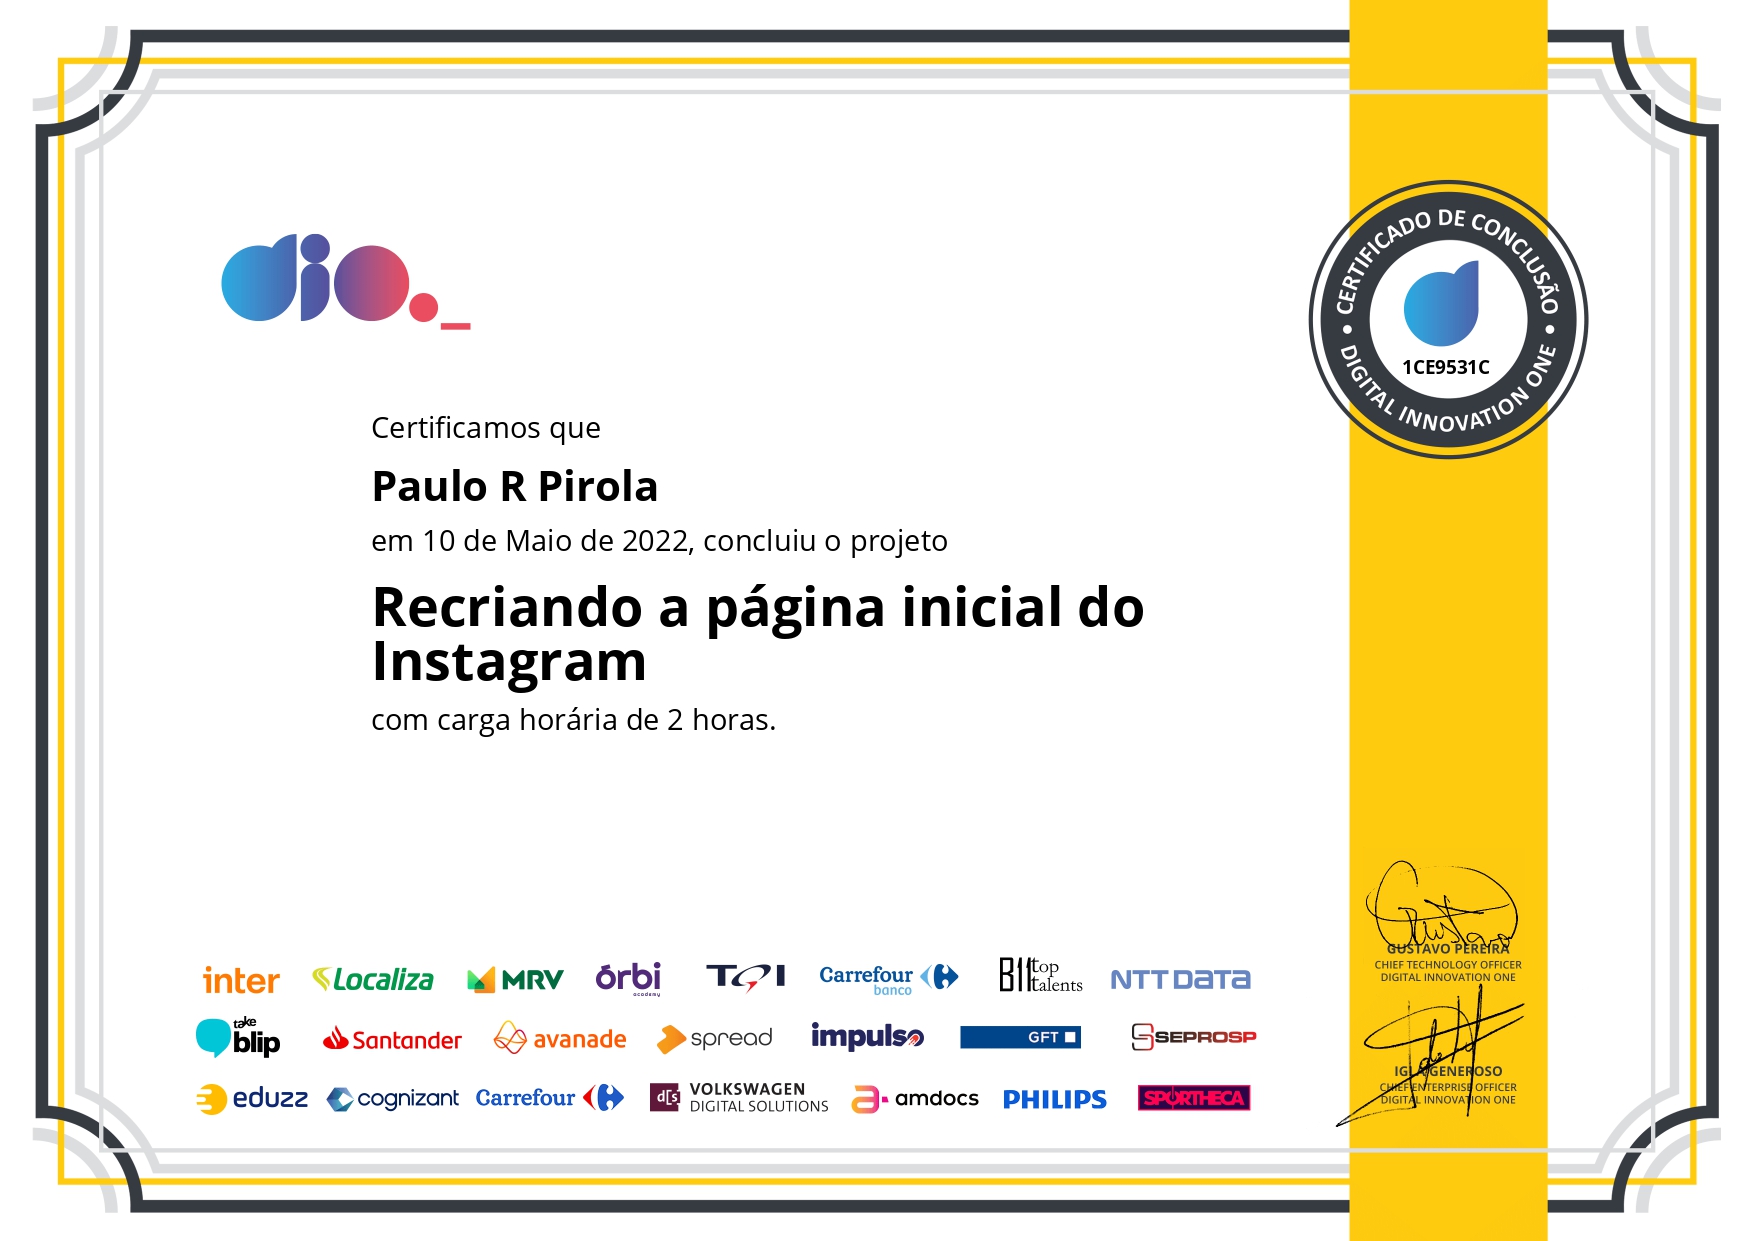 dio._
CERTIFICADO DE CONCLUSÃO
1CE9531C
DIGITAL INNOVATION ONE
Certificamos que
Paulo R Pirola
em 10 de Maio de 2022, concluiu o projeto
Recriando a página inicial do
Instagram
com carga horária de 2 horas.
Gustavo
GUSTAVO PEREIRA
CHIEF TECHNOLOGY OFFICER
DIGITAL INNOVATION ONE
inter Localiza MRV órbi academy TQI Carrefour banco B11 top talents NTT DATA
take blip Santander avanade spread impulso GFT SEPROSP
IGLA GENEROSO
CHIEF ENTERPRISE OFFICER
DIGITAL INNOVATION ONE
eduzz cognizant Carrefour d[s] VOLKSWAGEN DIGITAL SOLUTIONS a amdocs PHILIPS SPORTHECA